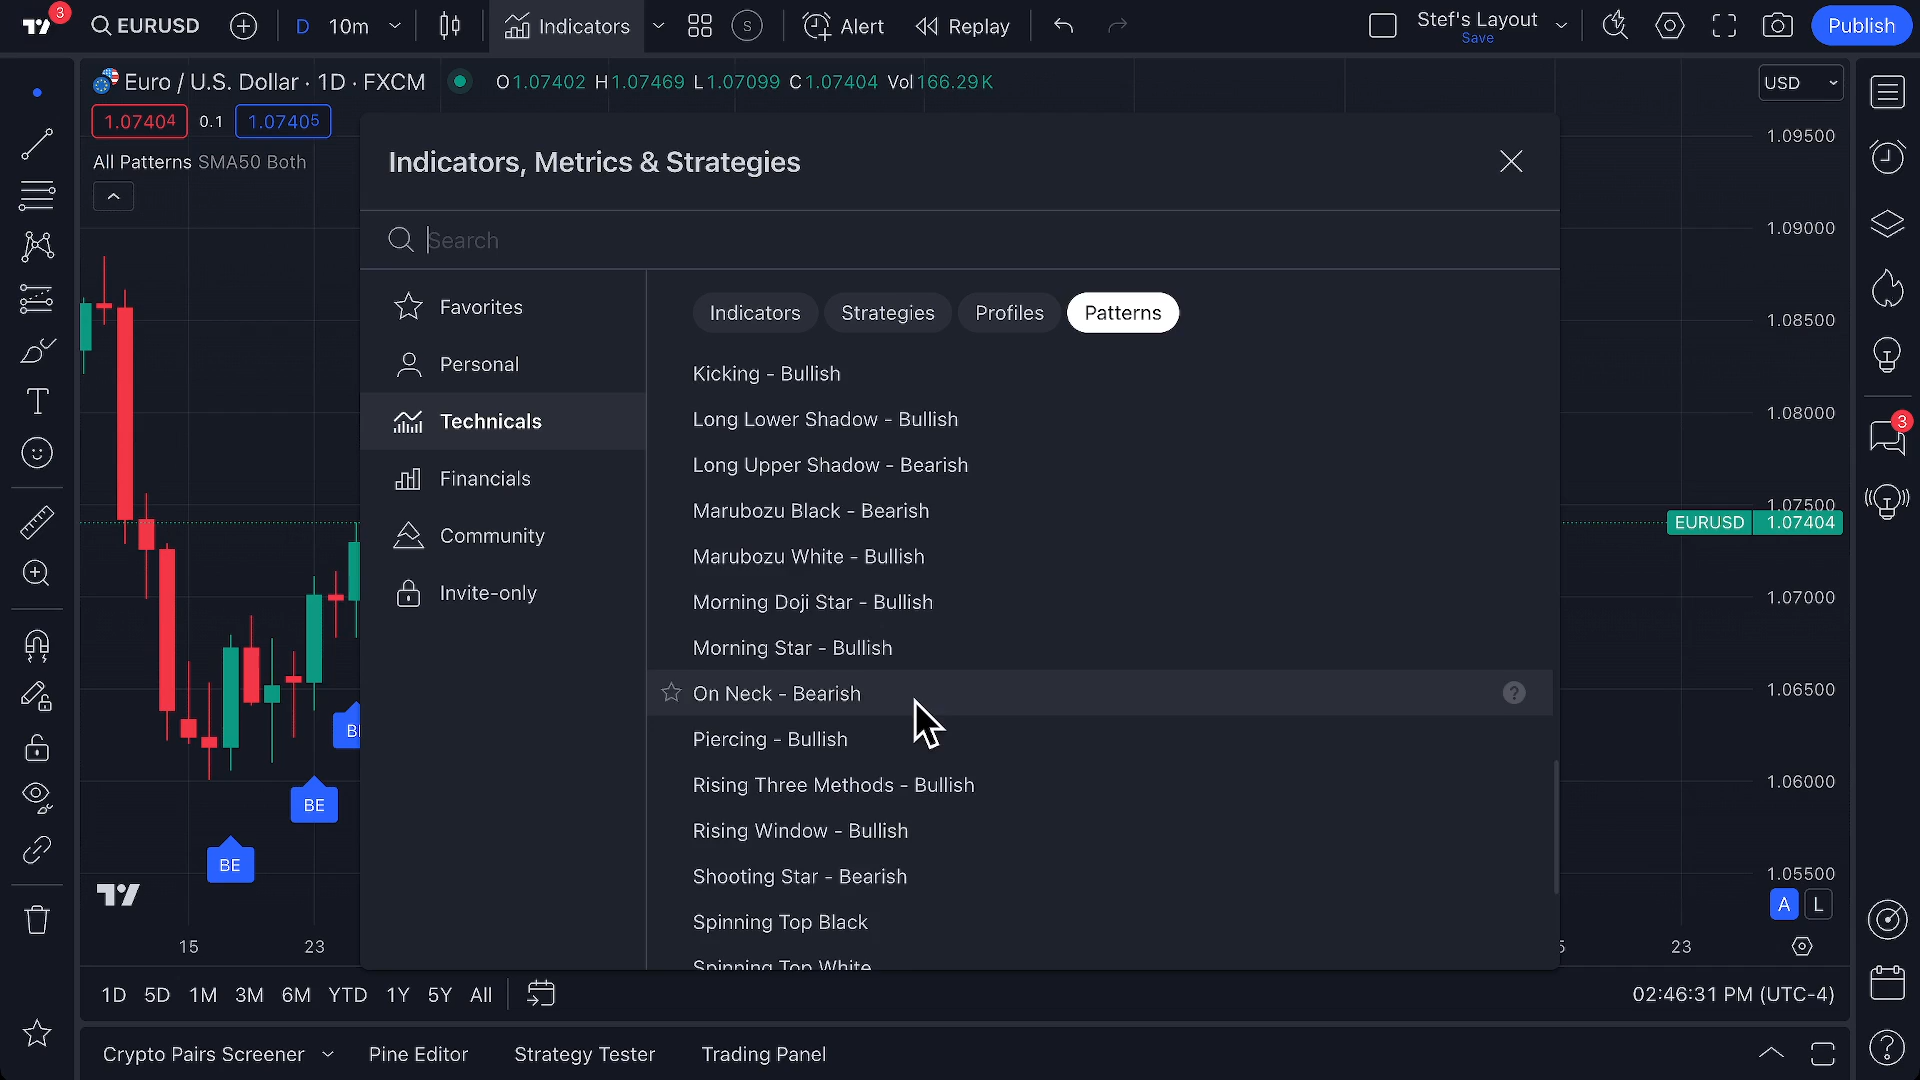 3
EURUSD
D 10m
Indicators
S
Alert
Replay
Stef's Layout
Save
Publish
Euro / U.S. Dollar · 1D · FXCM
O1.07402 H1.07469 L1.07099 C1.07404 Vol166.29K
USD
1.07404 0.1 1.07405
All Patterns SMA50 Both
Indicators, Metrics & Strategies
Search
Favorites
Personal
Technicals
Financials
Community
Invite-only
Indicators Strategies Profiles Patterns
Kicking - Bullish
Long Lower Shadow - Bullish
Long Upper Shadow - Bearish
Marubozu Black - Bearish
Marubozu White - Bullish
Morning Doji Star - Bullish
Morning Star - Bullish
On Neck - Bearish
?
Piercing - Bullish
Rising Three Methods - Bullish
Rising Window - Bullish
Shooting Star - Bearish
Spinning Top Black
Spinning Top White
1.09500
1.09000
1.08500
1.08000
1.07500
EURUSD 1.07404
1.07000
1.06500
1.06000
1.05500
A L
3
BE
BE
BE
15 23
23
1D 5D 1M 3M 6M YTD 1Y 5Y All
02:46:31 PM (UTC-4)
Crypto Pairs Screener Pine Editor Strategy Tester Trading Panel
?